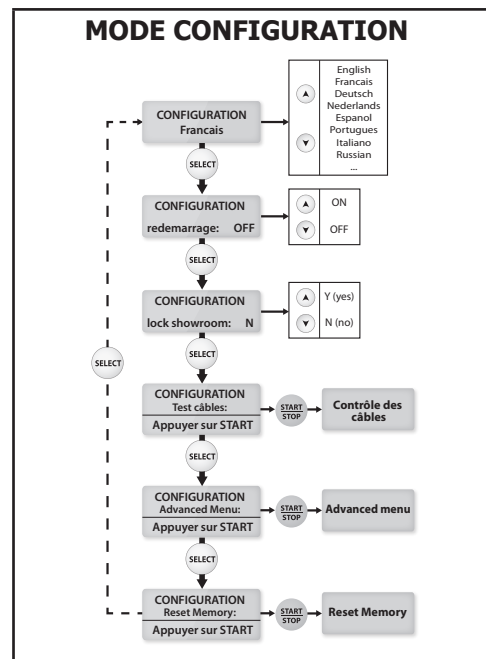 MODE CONFIGURATION
CONFIGURATION
Francais
English
Francais
Deutsch
Nederlands
Espanol
Portugues
Italiano
Russian
...
SELECT
CONFIGURATION
redemarrage: OFF
ON
OFF
SELECT
CONFIGURATION
lock showroom: N
Y (yes)
N (no)
SELECT
SELECT
CONFIGURATION
Test câbles:
Appuyer sur START
START
STOP
Contrôle des
câbles
SELECT
CONFIGURATION
Advanced Menu:
Appuyer sur START
START
STOP
Advanced menu
SELECT
CONFIGURATION
Reset Memory:
Appuyer sur START
START
STOP
Reset Memory